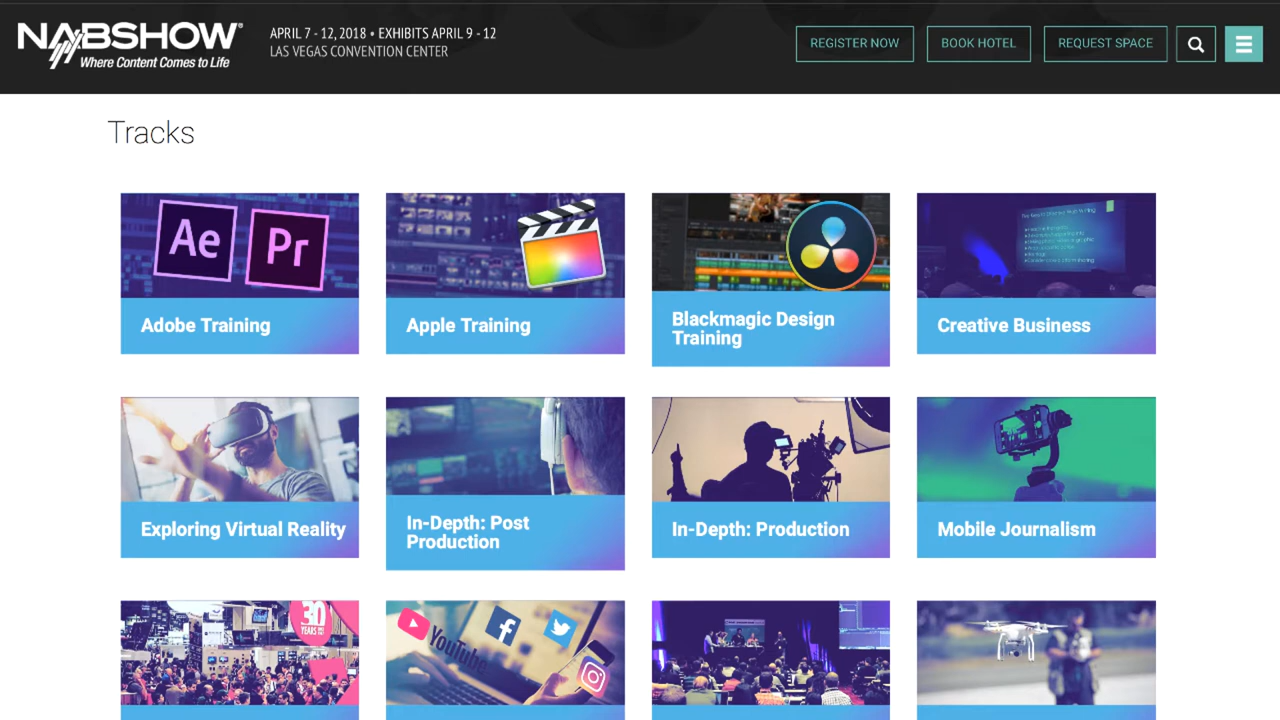 NABSHOW®
Where Content Comes to Life
APRIL 7 - 12, 2018 • EXHIBITS APRIL 9 - 12
LAS VEGAS CONVENTION CENTER
REGISTER NOW
BOOK HOTEL
REQUEST SPACE
Tracks
Ae
Pr
Adobe Training
Apple Training
Blackmagic Design
Training
Creative Business
Exploring Virtual Reality
In-Depth: Post
Production
In-Depth: Production
Mobile Journalism
30
YEARS
YouTube